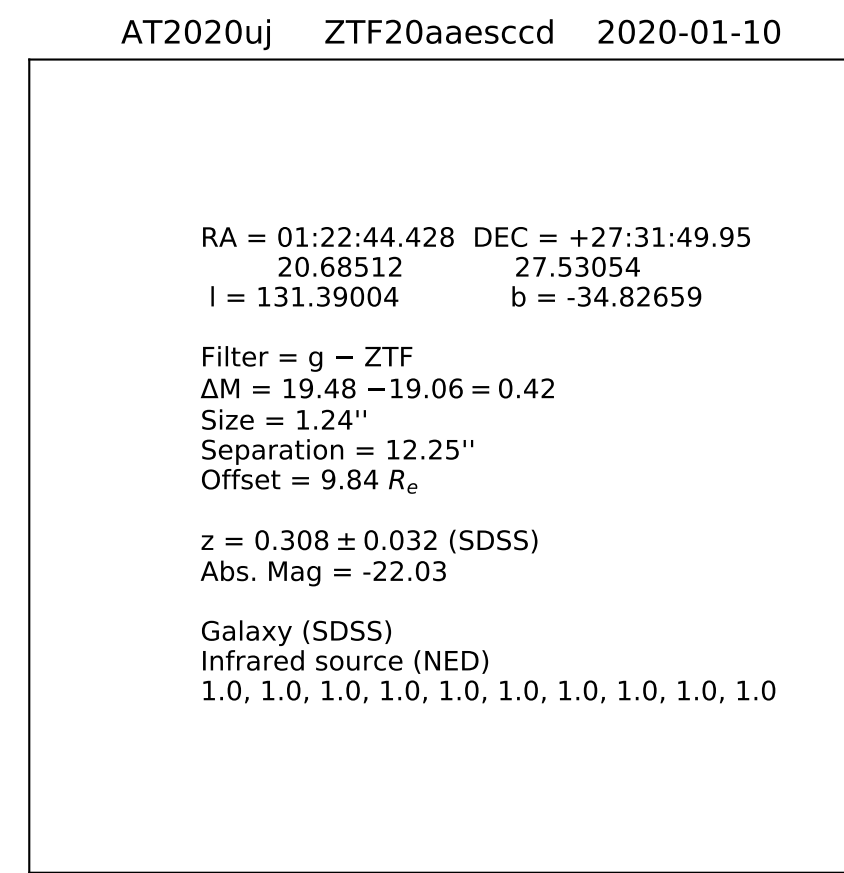 AT2020uj ZTF20aaesccd 2020-01-10
RA = 01:22:44.428 DEC = +27:31:49.95
20.68512 27.53054
l = 131.39004 b = -34.82659
Filter = g − ZTF
ΔM = 19.48 −19.06 = 0.42
Size = 1.24''
Separation = 12.25''
Offset = 9.84 Re
z = 0.308 ± 0.032 (SDSS)
Abs. Mag = -22.03
Galaxy (SDSS)
Infrared source (NED)
1.0, 1.0, 1.0, 1.0, 1.0, 1.0, 1.0, 1.0, 1.0, 1.0